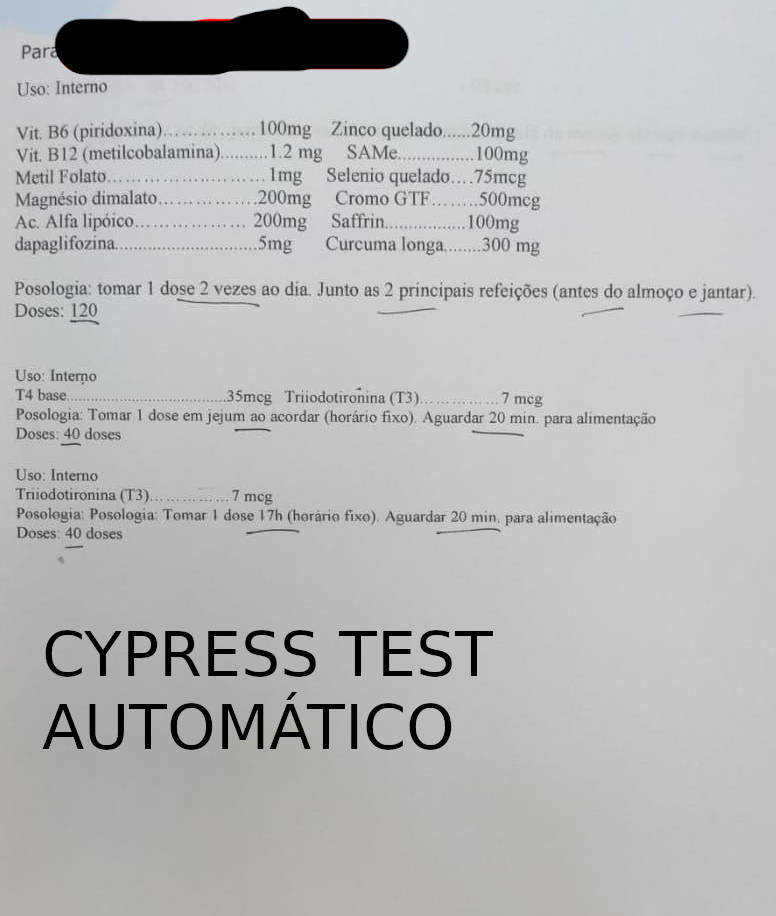 Para
Uso: Interno
Vit. B6 (piridoxina)................100mg Zinco quelado......20mg
Vit. B12 (metilcobalamina)..........1.2 mg SAMe................100mg
Metil Folato............................1mg Selenio quelado....75mcg
Magnésio dimalato.................200mg Cromo GTF........500mcg
Ac. Alfa lipóico................... 200mg Saffrin.................100mg
dapaglifozina.............................5mg Curcuma longa........300 mg
Posologia: tomar 1 dose 2 vezes ao dia. Junto as 2 principais refeições (antes do almoço e jantar).
Doses: 120
Uso: Interno
T4 base........................................35mcg Triiodotironina (T3)................7 mcg
Posologia: Tomar 1 dose em jejum ao acordar (horário fixo). Aguardar 20 min. para alimentação
Doses: 40 doses
Uso: Interno
Triiodotironina (T3)................7 mcg
Posologia: Posologia: Tomar 1 dose 17h (horário fixo). Aguardar 20 min. para alimentação
Doses: 40 doses
CYPRESS TEST
AUTOMÁTICO